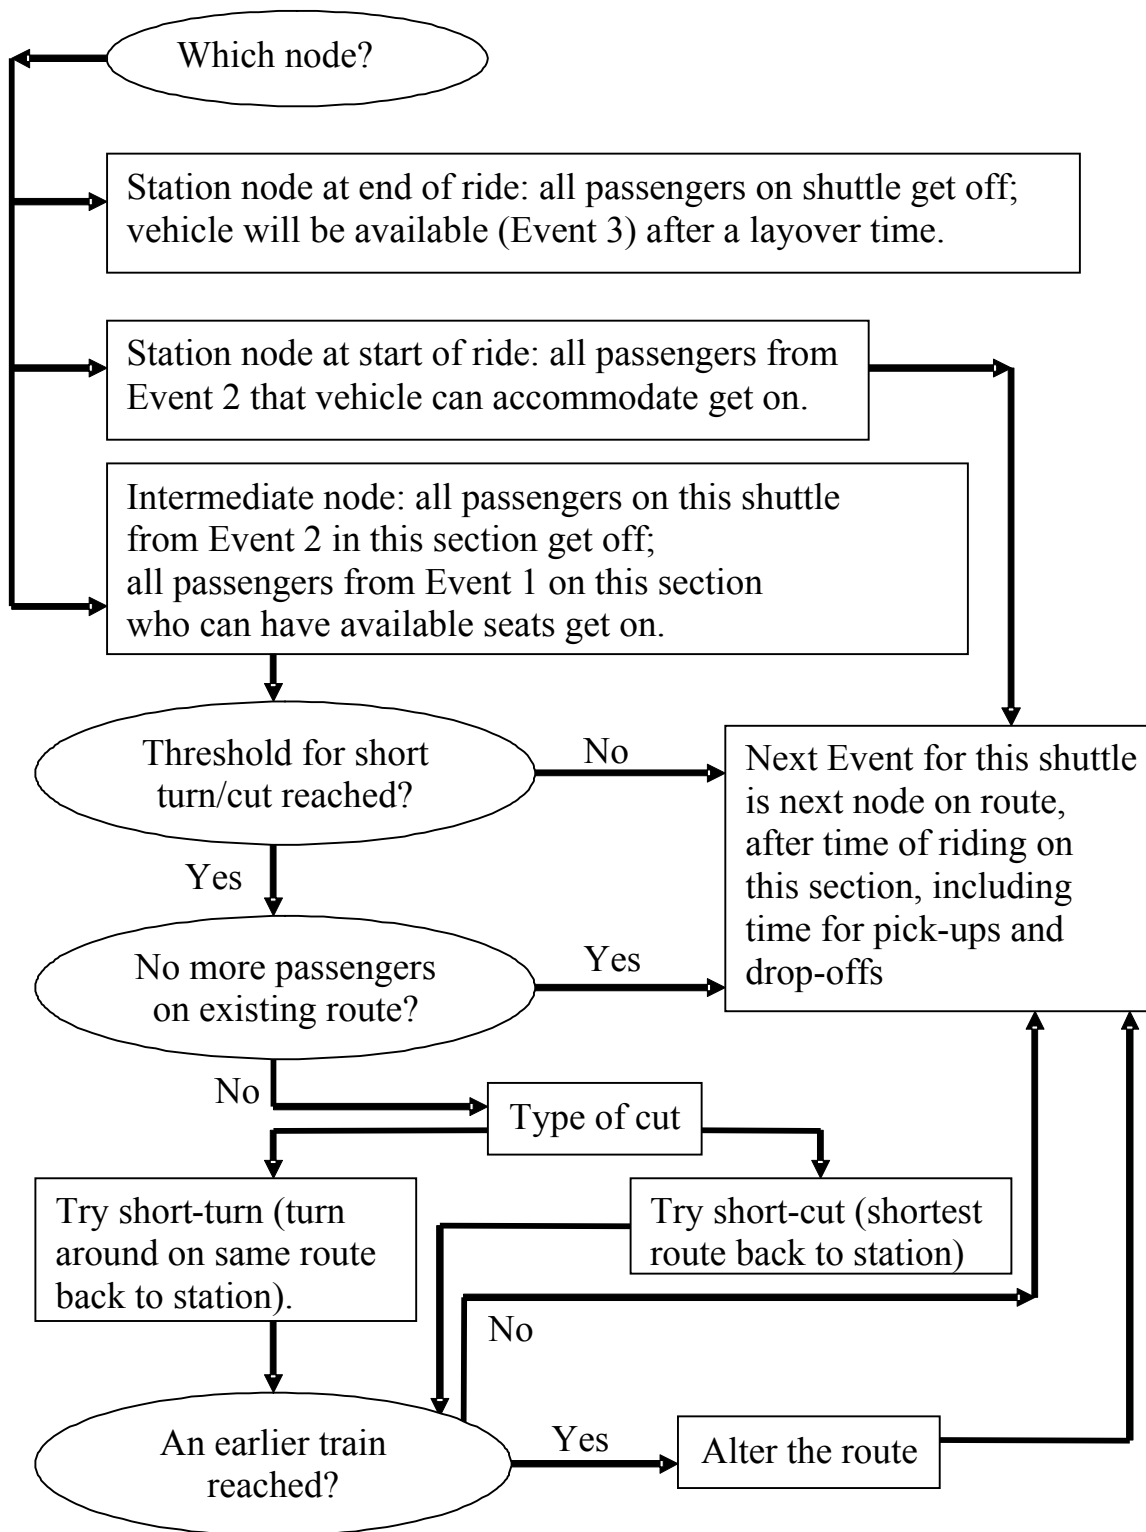 Which node?
Station node at end of ride: all passengers on shuttle get off;
vehicle will be available (Event 3) after a layover time.
Station node at start of ride: all passengers from
Event 2 that vehicle can accommodate get on.
Intermediate node: all passengers on this shuttle
from Event 2 in this section get off;
all passengers from Event 1 on this section
who can have available seats get on.
Threshold for short
turn/cut reached?
No
Next Event for this shuttle
is next node on route,
after time of riding on
this section, including
time for pick-ups and
drop-offs
Yes
No more passengers
on existing route?
Yes
No
Type of cut
Try short-turn (turn
around on same route
back to station).
Try short-cut (shortest
route back to station)
No
An earlier train
reached?
Yes
Alter the route